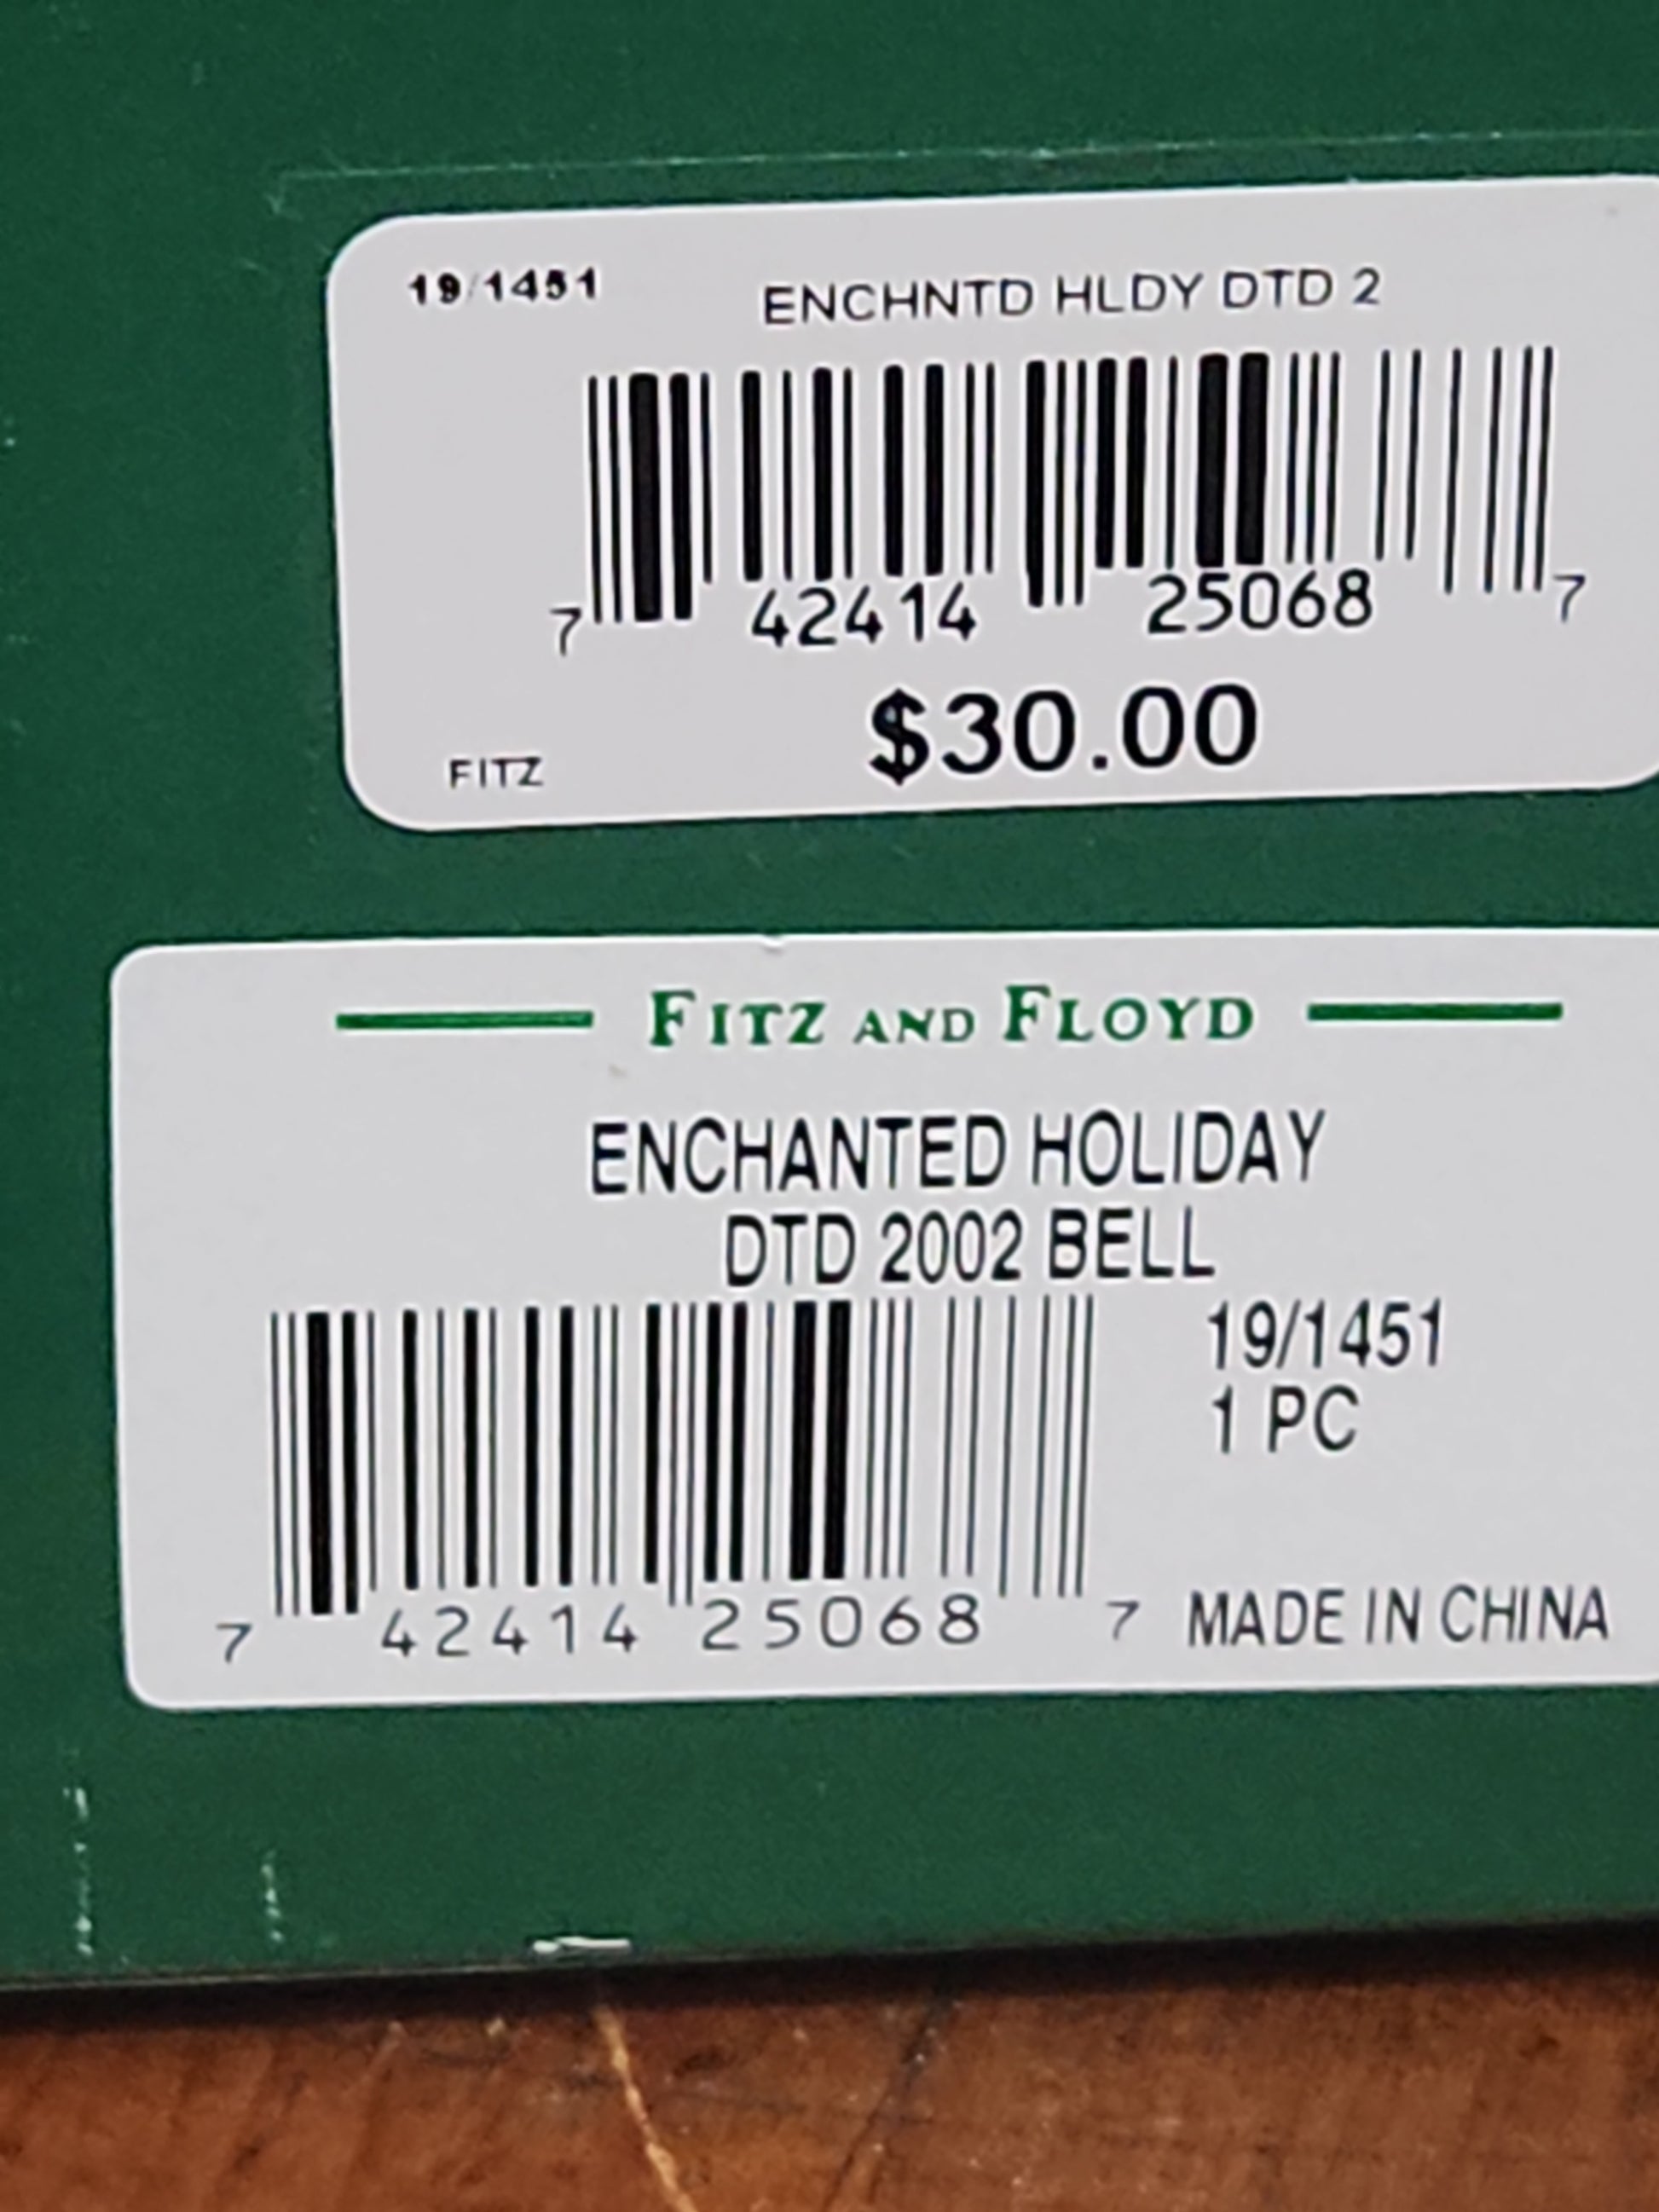 19/1451 ENCHNTD HLDY DTD 2
7 42414 25068 7
$30.00
FITZ
FITZ AND FLOYD
ENCHANTED HOLIDAY
DTD 2002 BELL
19/1451
1 PC
7 42414 25068 7 MADE IN CHINA